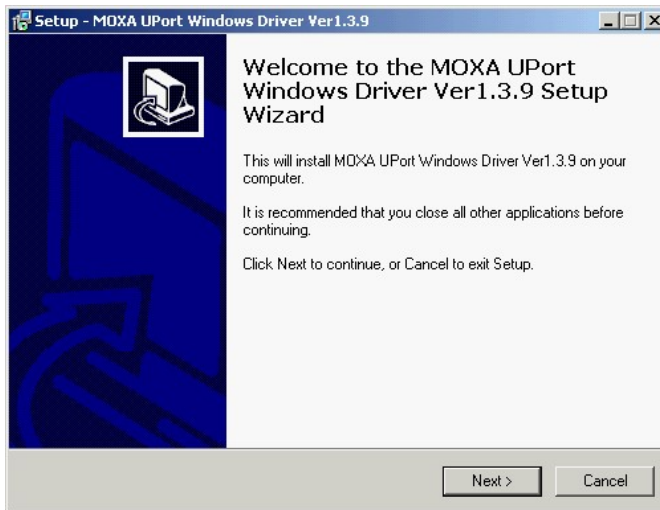 Setup - MOXA UPort Windows Driver Ver1.3.9
Welcome to the MOXA UPort
Windows Driver Ver1.3.9 Setup
Wizard
This will install MOXA UPort Windows Driver Ver1.3.9 on your
computer.
It is recommended that you close all other applications before
continuing.
Click Next to continue, or Cancel to exit Setup.
Next >
Cancel